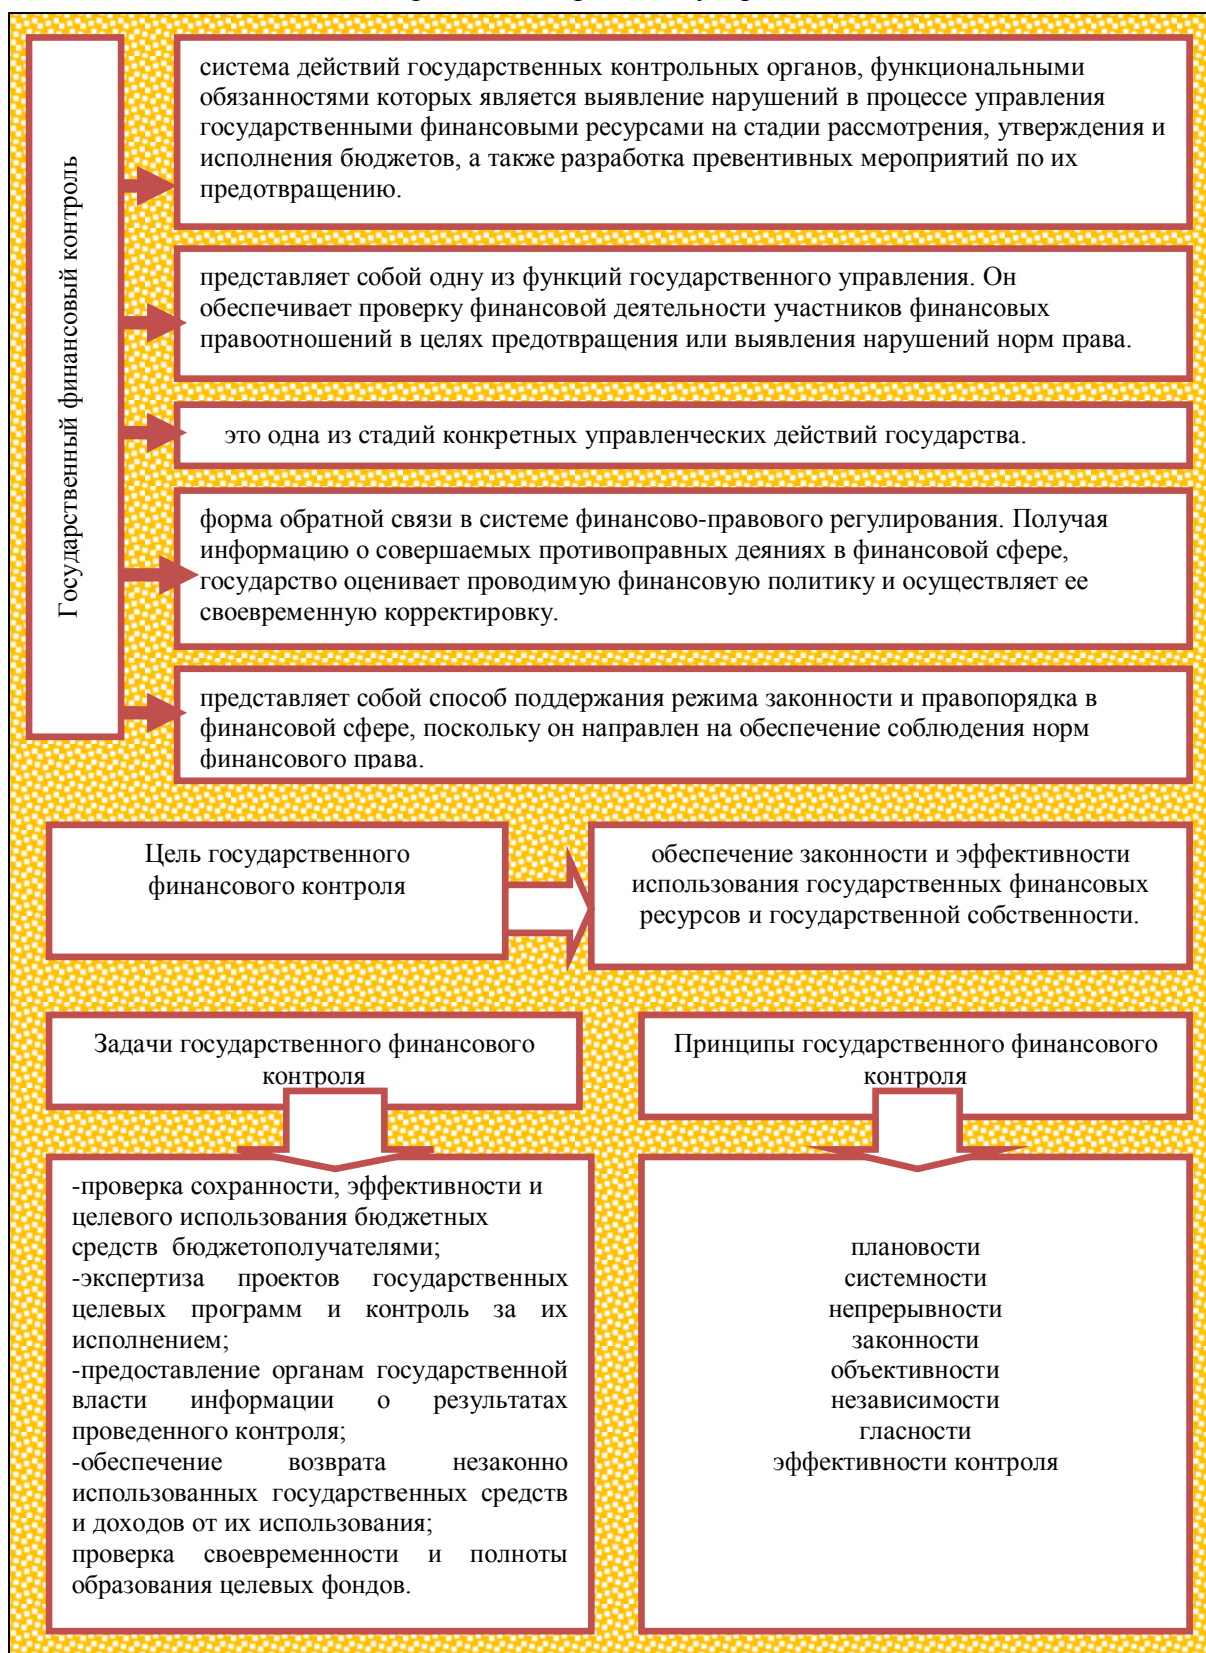 Государственный финансовый контроль
система действий государственных контрольных органов, функциональными
обязанностями которых является выявление нарушений в процессе управления
государственными финансовыми ресурсами на стадии рассмотрения, утверждения и
исполнения бюджетов, а также разработка превентивных мероприятий по их
предотвращению.
представляет собой одну из функций государственного управления. Он
обеспечивает проверку финансовой деятельности участников финансовых
правоотношений в целях предотвращения или выявления нарушений норм права.
это одна из стадий конкретных управленческих действий государства.
форма обратной связи в системе финансово-правового регулирования. Получая
информацию о совершаемых противоправных деяниях в финансовой сфере,
государство оценивает проводимую финансовую политику и осуществляет ее
своевременную корректировку.
представляет собой способ поддержания режима законности и правопорядка в
финансовой сфере, поскольку он направлен на обеспечение соблюдения норм
финансового права.
Цель государственного
финансового контроля
обеспечение законности и эффективности
использования государственных финансовых
ресурсов и государственной собственности.
Задачи государственного финансового
контроля
-проверка сохранности, эффективности и
целевого использования бюджетных
средств бюджетополучателями;
-экспертиза проектов государственных
целевых программ и контроль за их
исполнением;
-предоставление органам государственной
власти информации о результатах
проведенного контроля;
-обеспечение возврата незаконно
использованных государственных средств
и доходов от их использования;
проверка своевременности и полноты
образования целевых фондов.
Принципы государственного финансового
контроля
плановости
системности
непрерывности
законности
объективности
независимости
гласности
эффективности контроля